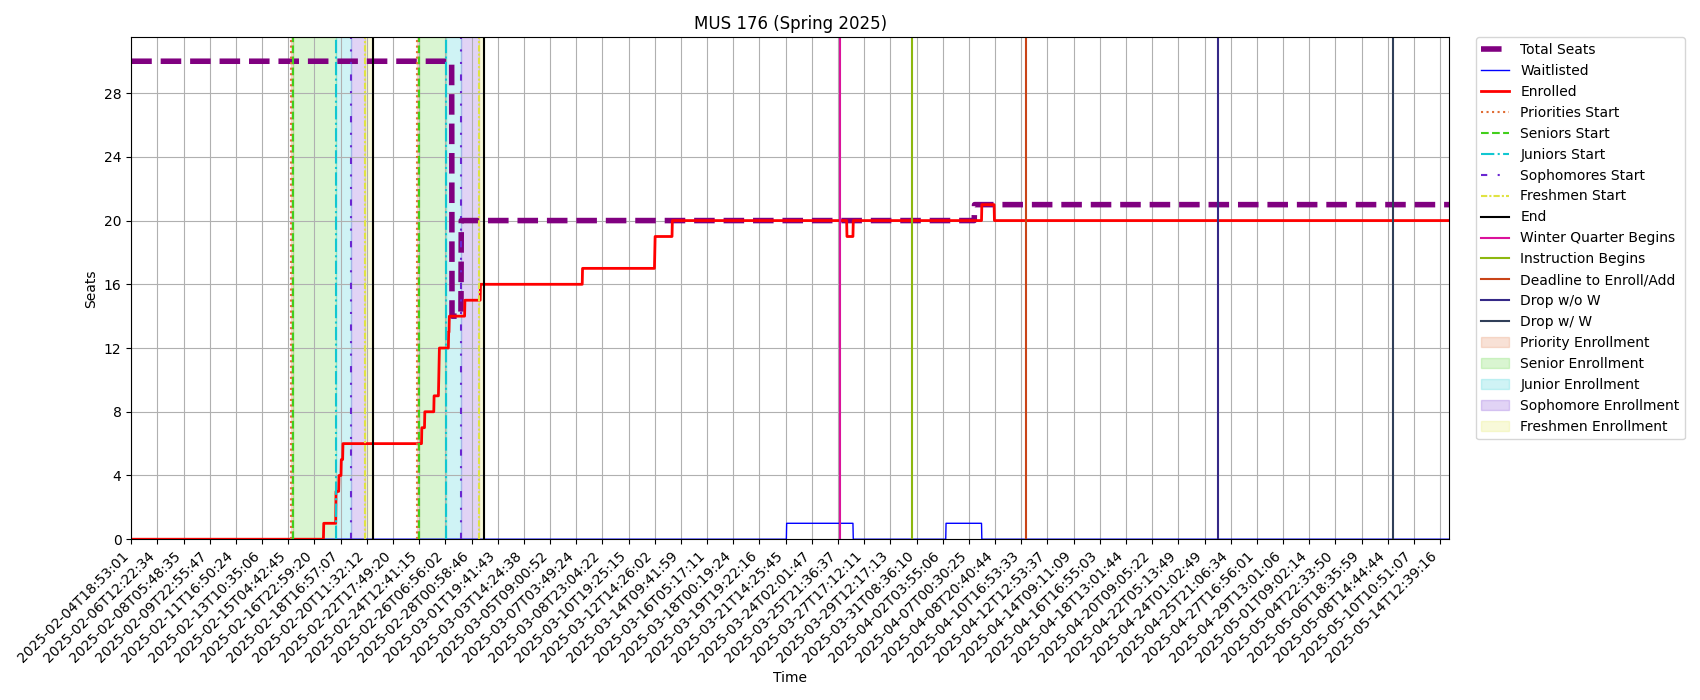 MUS 176 (Spring 2025)
Seats
28
24
20
16
12
8
4
0
2025-02-04T18:53:01
2025-02-06T12:22:34
2025-02-08T05:48:35
2025-02-09T22:55:47
2025-02-11T16:50:24
2025-02-13T10:35:06
2025-02-15T04:42:45
2025-02-16T22:59:20
2025-02-18T16:57:07
2025-02-20T11:32:12
2025-02-22T17:49:20
2025-02-24T12:41:15
2025-02-26T06:56:02
2025-02-28T00:58:46
2025-03-01T19:41:43
2025-03-03T14:24:38
2025-03-05T09:00:52
2025-03-07T03:49:24
2025-03-08T23:04:22
2025-03-10T19:25:15
2025-03-12T14:26:02
2025-03-14T09:41:59
2025-03-16T05:17:11
2025-03-18T00:19:24
2025-03-19T19:22:16
2025-03-21T14:25:45
2025-03-24T02:01:47
2025-03-25T21:36:37
2025-03-27T17:12:11
2025-03-29T12:17:13
2025-03-31T08:36:10
2025-04-02T03:55:06
2025-04-07T00:30:25
2025-04-08T20:40:44
2025-04-10T16:53:33
2025-04-12T12:53:37
2025-04-14T09:11:09
2025-04-16T16:55:03
2025-04-18T13:01:44
2025-04-20T09:05:22
2025-04-22T05:13:49
2025-04-24T01:02:49
2025-04-25T21:06:34
2025-04-27T16:56:01
2025-04-29T13:01:06
2025-05-01T09:02:14
2025-05-04T22:33:50
2025-05-06T18:35:59
2025-05-08T14:44:44
2025-05-10T10:51:07
2025-05-14T12:39:16
Time
Total Seats
Waitlisted
Enrolled
Priorities Start
Seniors Start
Juniors Start
Sophomores Start
Freshmen Start
End
Winter Quarter Begins
Instruction Begins
Deadline to Enroll/Add
Drop w/o W
Drop w/ W
Priority Enrollment
Senior Enrollment
Junior Enrollment
Sophomore Enrollment
Freshmen Enrollment